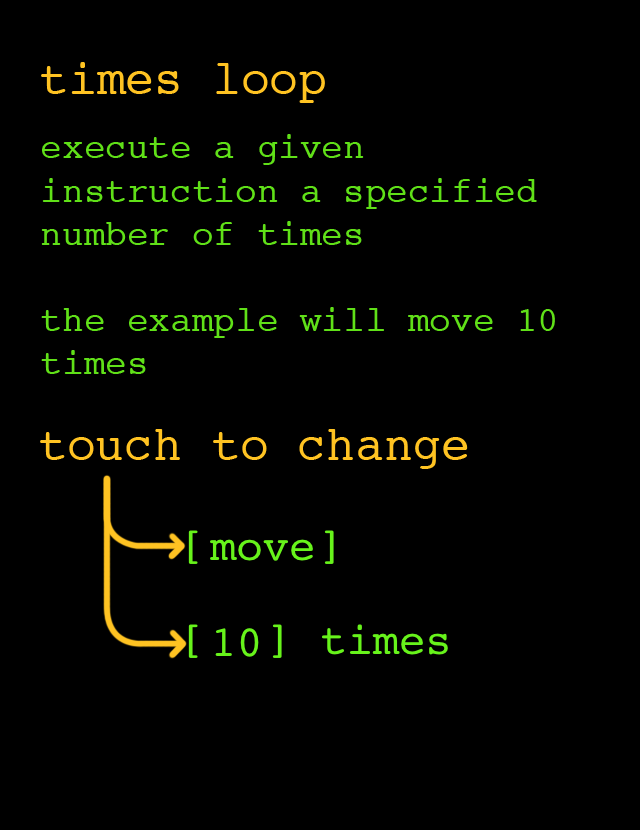 times loop
execute a given
instruction a specified
number of times
the example will move 10
times
touch to change
[move]
[10] times